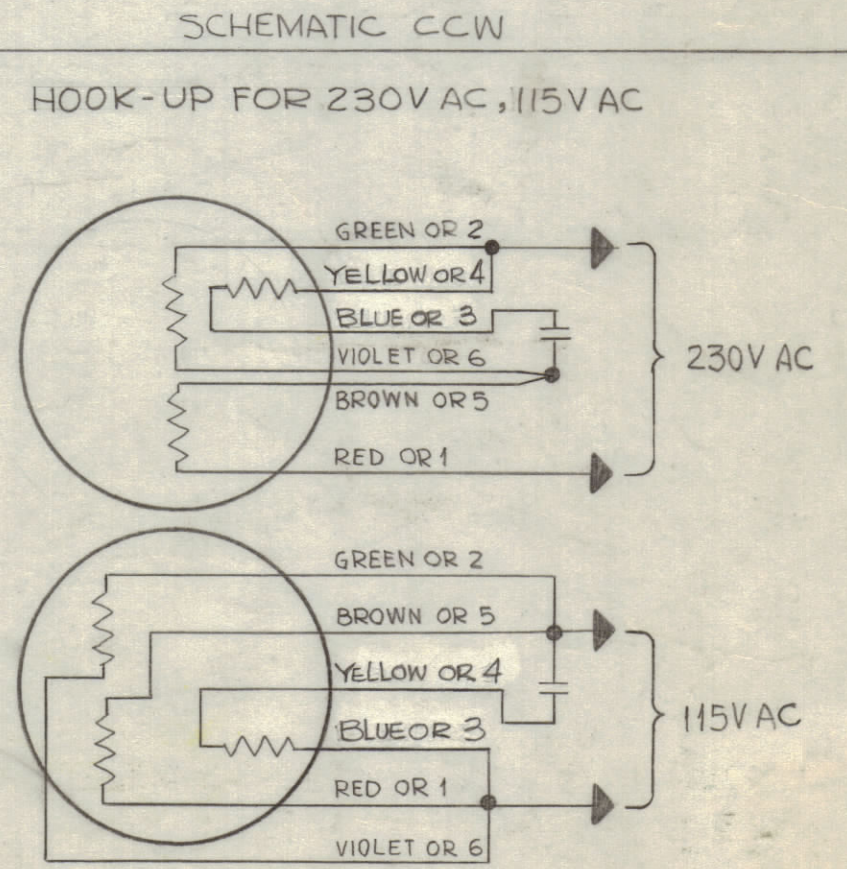 SCHEMATIC CCW
HOOK-UP FOR 230V AC, 115V AC
GREEN OR 2
YELLOW OR 4
BLUE OR 3
VIOLET OR 6
BROWN OR 5
RED OR 1
230V AC
GREEN OR 2
BROWN OR 5
YELLOW OR 4
BLUE OR 3
RED OR 1
VIOLET OR 6
115V AC